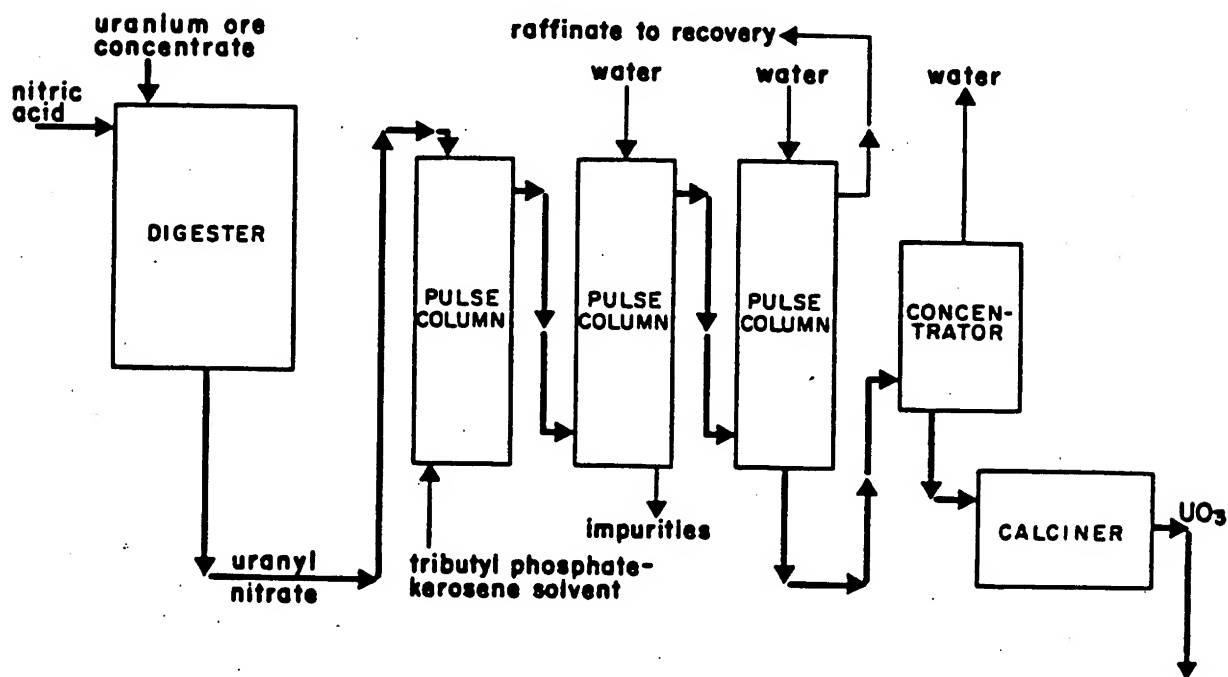 uranium ore
concentrate
nitric
acid
DIGESTER
uranyl
nitrate
PULSE
COLUMN
tributyl phosphate-
kerosene solvent
water
PULSE
COLUMN
impurities
raffinate to recovery
water
PULSE
COLUMN
water
CONCEN-
TRATOR
CALCINER
UO₃